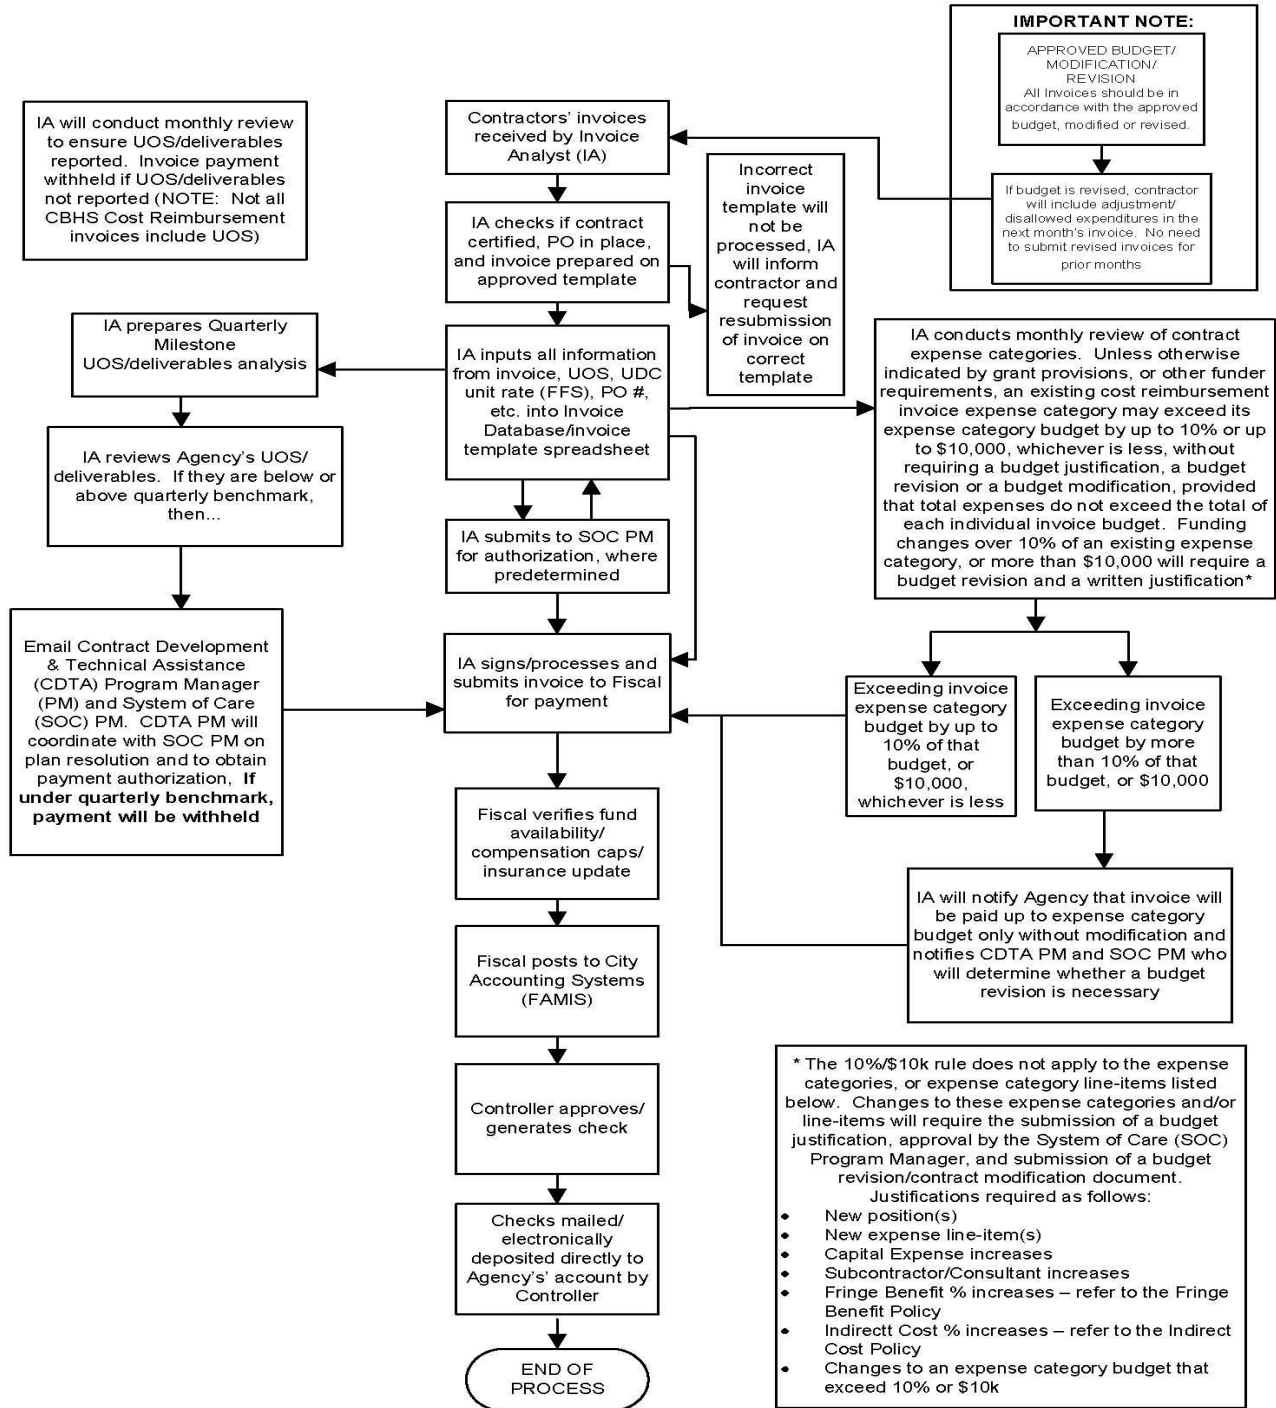 IMPORTANT NOTE:
APPROVED BUDGET/
MODIFICATION/
REVISION
All Invoices should be in
accordance with the approved
budget, modified or revised.
If budget is revised, contractor
will include adjustment/
disallowed expenditures in the
next month's invoice.  No need
to submit revised invoices for
prior months
IA will conduct monthly review
to ensure UOS/deliverables
reported.  Invoice payment
withheld if UOS/deliverables
not reported (NOTE:  Not all
CBHS Cost Reimbursement
invoices include UOS)
Contractors' invoices
received by Invoice
Analyst (IA)
IA checks if contract
certified, PO in place,
and invoice prepared on
approved template
Incorrect
invoice
template will
not be
processed, IA
will inform
contractor and
request
resubmission
of invoice on
correct
template
IA prepares Quarterly
Milestone
UOS/deliverables analysis
IA inputs all information
from invoice, UOS, UDC
unit rate (FFS), PO #,
etc. into Invoice
Database/invoice
template spreadsheet
IA conducts monthly review of contract
expense categories.  Unless otherwise
indicated by grant provisions, or other funder
requirements, an existing cost reimbursement
invoice expense category may exceed its
expense category budget by up to 10% or up
to $10,000, whichever is less, without
requiring a budget justification, a budget
revision or a budget modification, provided
that total expenses do not exceed the total of
each individual invoice budget.  Funding
changes over 10% of an existing expense
category, or more than $10,000 will require a
budget revision and a written justification*
IA reviews Agency's UOS/
deliverables.  If they are below or
above quarterly benchmark,
then...
IA submits to SOC PM
for authorization, where
predetermined
Email Contract Development
& Technical Assistance
(CDTA) Program Manager
(PM) and System of Care
(SOC) PM.  CDTA PM will
coordinate with SOC PM on
plan resolution and to obtain
payment authorization, If
under quarterly benchmark,
payment will be withheld
IA signs/processes and
submits invoice to Fiscal
for payment
Exceeding invoice
expense category
budget by up to
10% of that
budget, or
$10,000,
whichever is less
Exceeding invoice
expense category
budget by more
than 10% of that
budget, or $10,000
Fiscal verifies fund
availability/
compensation caps/
insurance update
IA will notify Agency that invoice will
be paid up to expense category
budget only without modification and
notifies CDTA PM and SOC PM who
will determine whether a budget
revision is necessary
Fiscal posts to City
Accounting Systems
(FAMIS)
Controller approves/
generates check
Checks mailed/
electronically
deposited directly to
Agency's' account by
Controller
END OF
PROCESS
* The 10%/$10k rule does not apply to the expense
categories, or expense category line-items listed
below.  Changes to these expense categories and/or
line-items will require the submission of a budget
justification, approval by the System of Care (SOC)
Program Manager, and submission of a budget
revision/contract modification document.
Justifications required as follows:
• New position(s)
• New expense line-item(s)
• Capital Expense increases
• Subcontractor/Consultant increases
• Fringe Benefit % increases – refer to the Fringe
Benefit Policy
• Indirectt Cost % increases – refer to the Indirect
Cost Policy
• Changes to an expense category budget that
exceed 10% or $10k